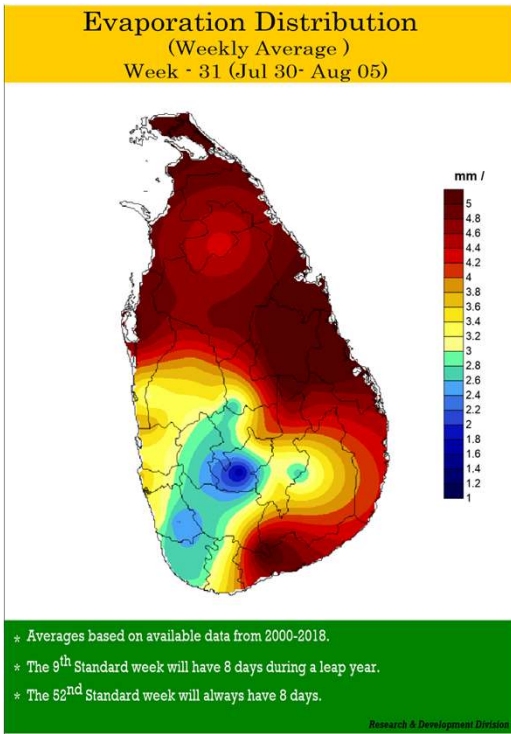 Evaporation Distribution
(Weekly Average )
Week - 31 (Jul 30- Aug 05)
mm /
5
4.8
4.6
4.4
4.2
4
3.8
3.6
3.4
3.2
3
2.8
2.6
2.4
2.2
2
1.8
1.6
1.4
1.2
1
* Averages based on available data from 2000-2018.
* The 9th Standard week will have 8 days during a leap year.
* The 52nd Standard week will always have 8 days.
Research & Development Division